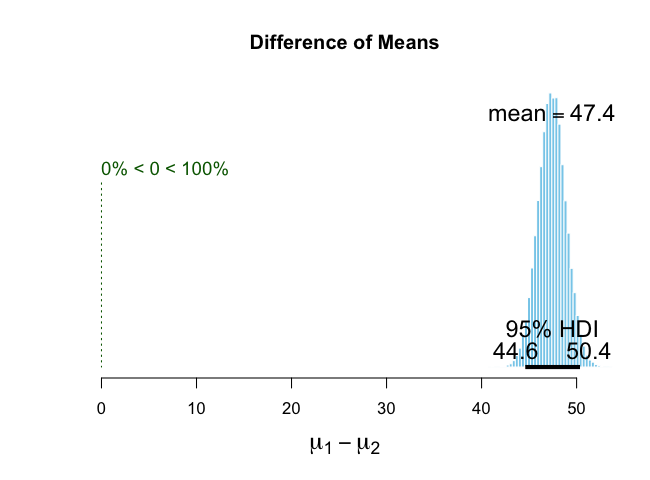 Difference of Means
mean = 47.4
0% < 0 < 100%
95% HDI
44.6 50.4
0 10 20 30 40 50
μ₁ − μ₂